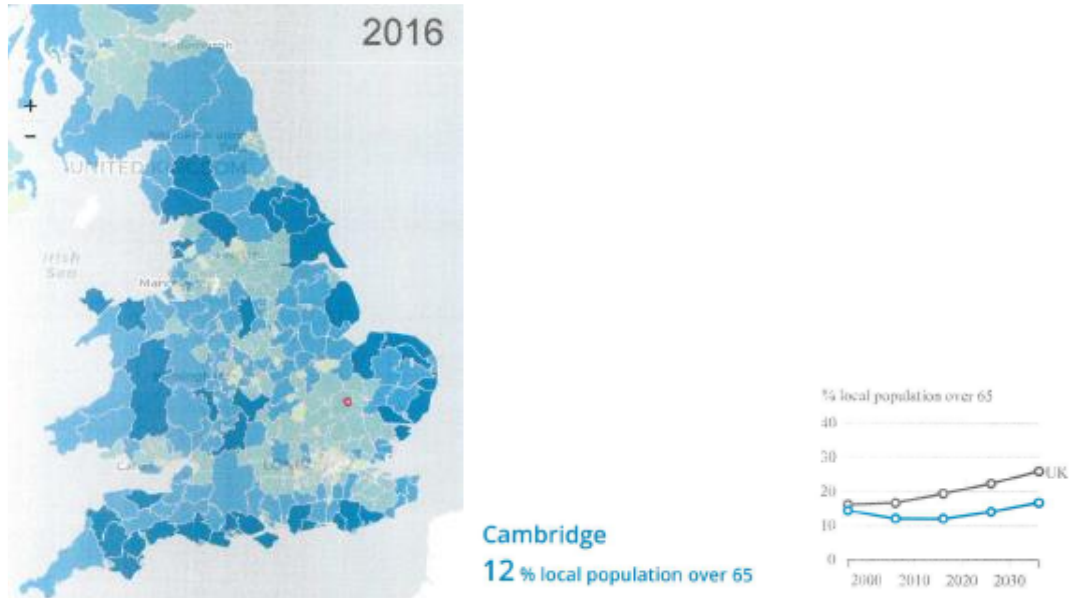 2016
+
−
UNITED KINGDOM
Irish
Sea
Cambridge
12 % local population over 65
% local population over 65
40
30
20
10
0
UK
2000 2010 2020 2030